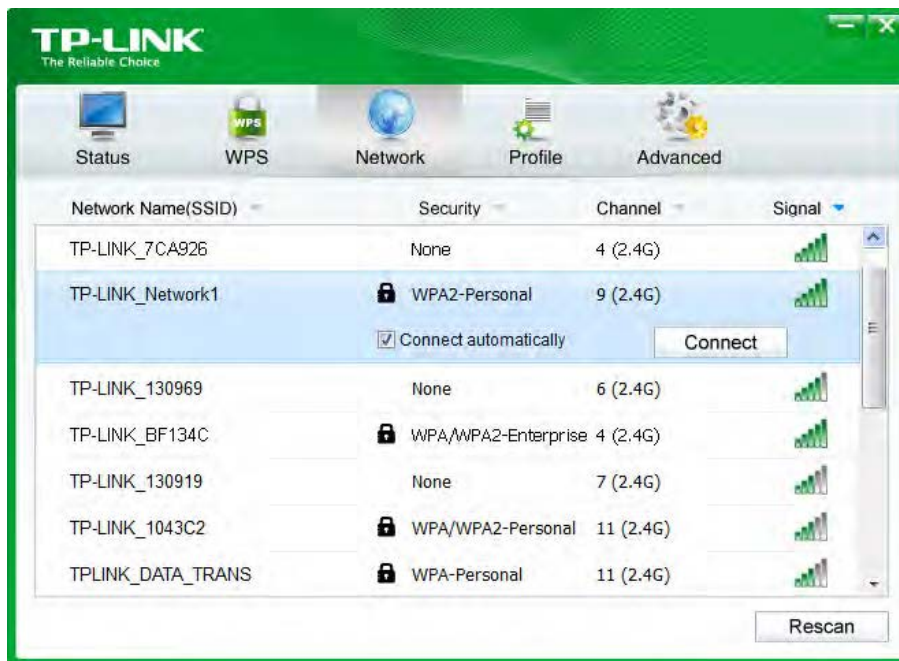 TP-LINK
The Reliable Choice
WPS
Status WPS Network Profile Advanced
Network Name(SSID) Security Channel Signal
TP-LINK_7CA926 None 4 (2.4G)
TP-LINK_Network1 WPA2-Personal 9 (2.4G)
Connect automatically Connect
TP-LINK_130969 None 6 (2.4G)
TP-LINK_BF134C WPA/WPA2-Enterprise 4 (2.4G)
TP-LINK_130919 None 7 (2.4G)
TP-LINK_1043C2 WPA/WPA2-Personal 11 (2.4G)
TPLINK_DATA_TRANS WPA-Personal 11 (2.4G)
Rescan